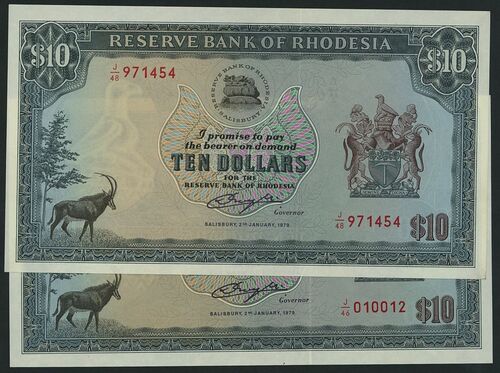 $10 RESERVE BANK OF RHODESIA $10
J/48 971454
RESERVE BANK OF RHODESIA
SALISBURY
I promise to pay
the bearer on demand
TEN DOLLARS
FOR THE
RESERVE BANK OF RHODESIA
Governor
SALISBURY, 2ND JANUARY, 1979.
J/48 971454 $10
Governor
SALISBURY, 2ND JANUARY, 1979.
J/46 010012 $10